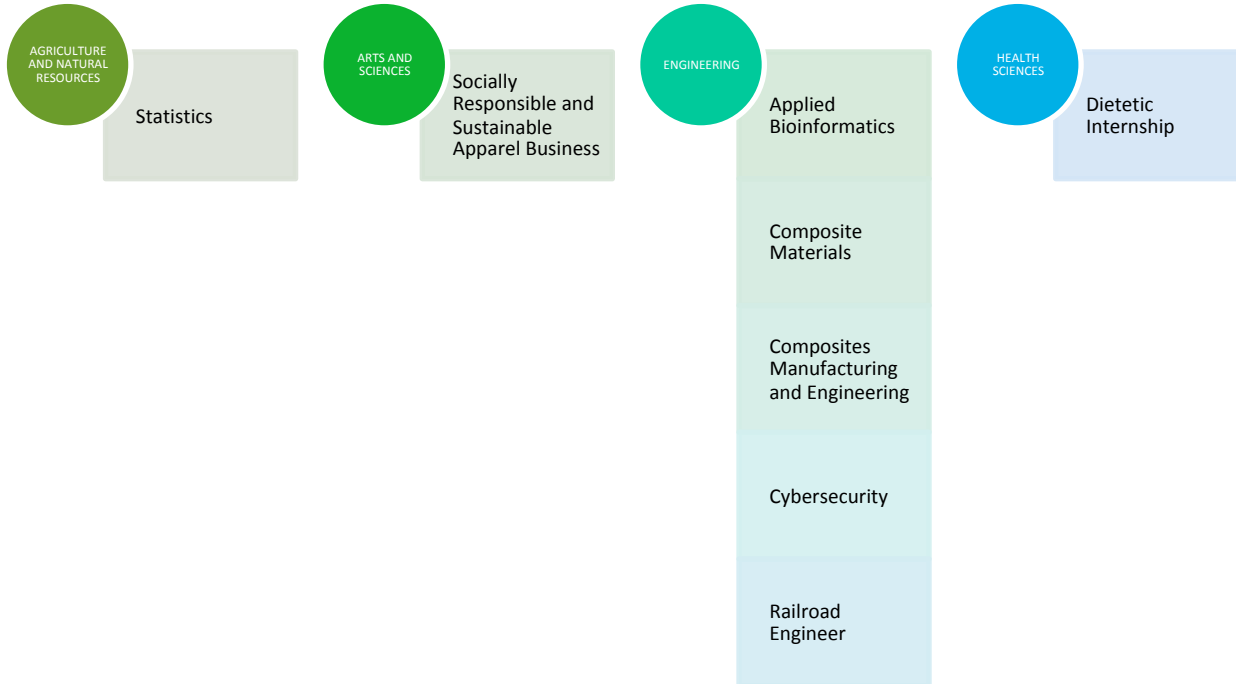 AGRICULTURE
AND NATURAL
RESOURCES
Statistics
ARTS AND
SCIENCES
Socially
Responsible and
Sustainable
Apparel Business
ENGINEERING
Applied
Bioinformatics
Composite
Materials
Composites
Manufacturing
and Engineering
Cybersecurity
Railroad
Engineer
HEALTH
SCIENCES
Dietetic
Internship